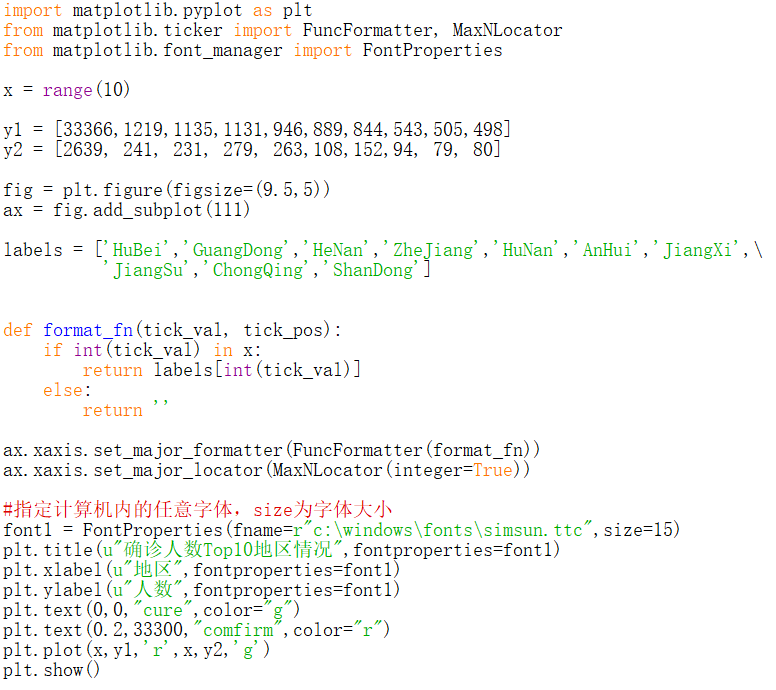 import matplotlib.pyplot as plt
from matplotlib.ticker import FuncFormatter, MaxNLocator
from matplotlib.font_manager import FontProperties
x = range(10)
y1 = [33366,1219,1135,1131,946,889,844,543,505,498]
y2 = [2639, 241, 231, 279, 263,108,152,94, 79, 80]
fig = plt.figure(figsize=(9.5,5))
ax = fig.add_subplot(111)
labels = ['HuBei','GuangDong','HeNan','ZheJiang','HuNan','AnHui','JiangXi',\
'JiangSu','ChongQing','ShanDong']
def format_fn(tick_val, tick_pos):
    if int(tick_val) in x:
        return labels[int(tick_val)]
    else:
        return ''
ax.xaxis.set_major_formatter(FuncFormatter(format_fn))
ax.xaxis.set_major_locator(MaxNLocator(integer=True))
#指定计算机内的任意字体，size为字体大小
font1 = FontProperties(fname=r"c:\windows\fonts\simsun.ttc",size=15)
plt.title(u"确诊人数Top10地区情况",fontproperties=font1)
plt.xlabel(u"地区",fontproperties=font1)
plt.ylabel(u"人数",fontproperties=font1)
plt.text(0,0,"cure",color="g")
plt.text(0.2,33300,"comfirm",color="r")
plt.plot(x,y1,'r',x,y2,'g')
plt.show()